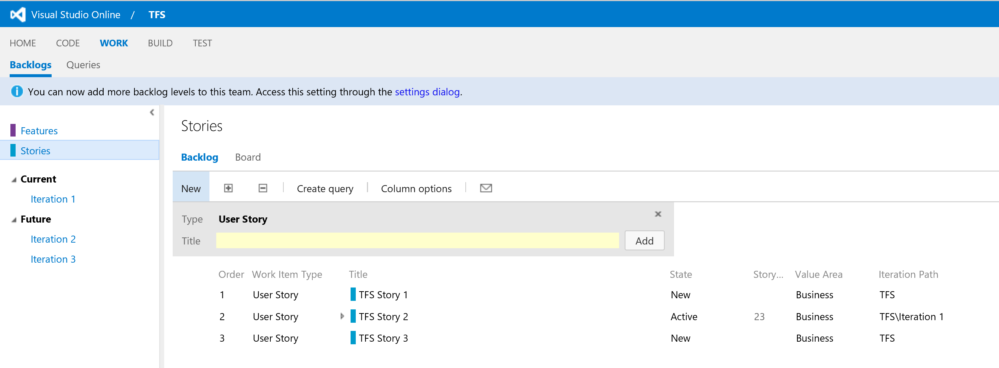 Visual Studio Online / TFS
HOME CODE WORK BUILD TEST
Backlogs Queries
You can now add more backlog levels to this team. Access this setting through the settings dialog.
Features
Stories
Current
Iteration 1
Future
Iteration 2
Iteration 3
Stories
Backlog Board
New Create query Column options
Type User Story
Title Add
Order Work Item Type Title State Story... Value Area Iteration Path
1 User Story TFS Story 1 New Business TFS
2 User Story TFS Story 2 Active 23 Business TFS\Iteration 1
3 User Story TFS Story 3 New Business TFS